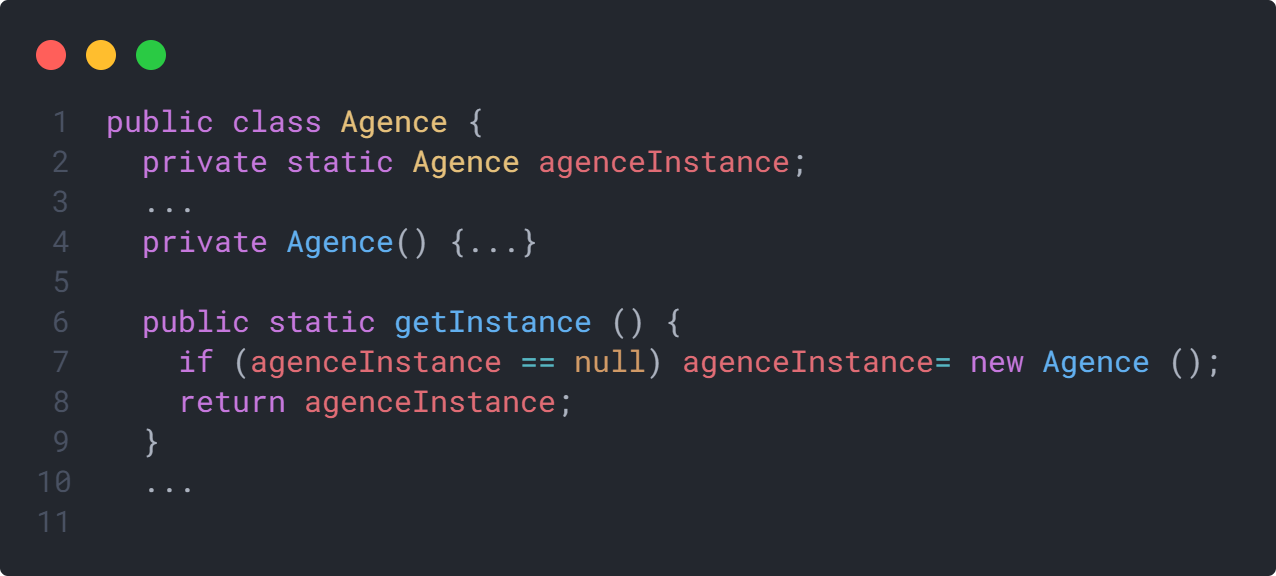 1 public class Agence {
2 private static Agence agenceInstance;
3 ...
4 private Agence() {...}
5
6 public static getInstance () {
7 if (agenceInstance == null) agenceInstance= new Agence ();
8 return agenceInstance;
9 }
10 ...
11